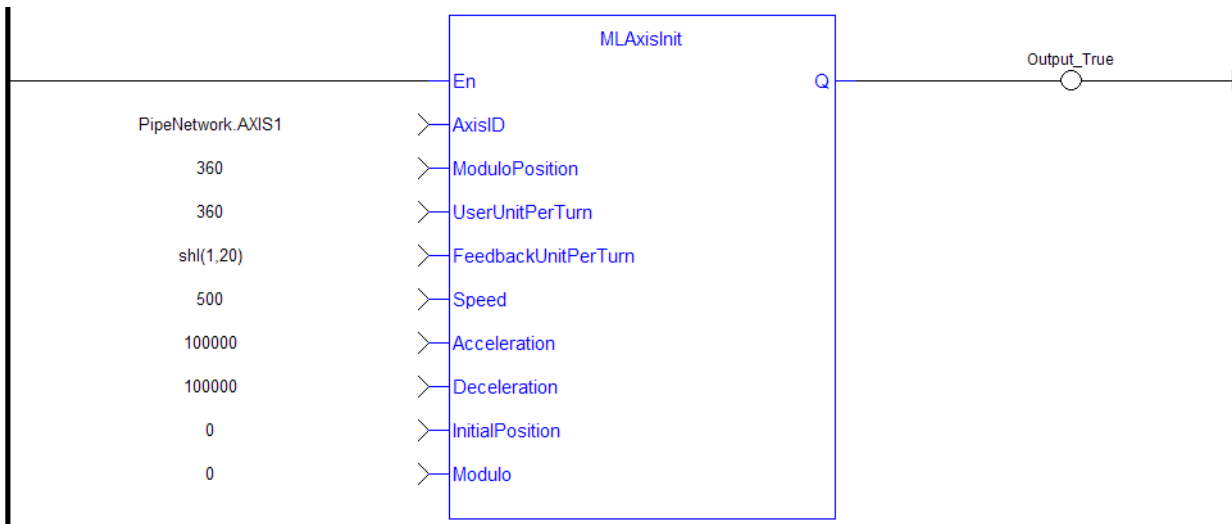 MLAxisInit
Output_True
En
Q
PipeNetwork.AXIS1
AxisID
360
ModuloPosition
360
UserUnitPerTurn
shl(1,20)
FeedbackUnitPerTurn
500
Speed
100000
Acceleration
100000
Deceleration
0
InitialPosition
0
Modulo